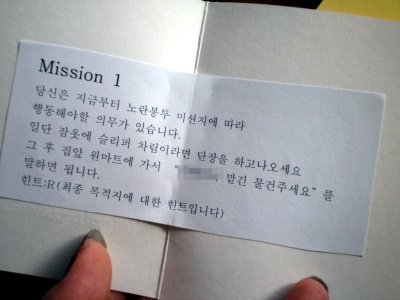 Mission 1
당신은 지금부터 노란봉투 미션지에 따라
행동해야할 의무가 있습니다.
일단 잠옷에 슬리퍼 차림이라면 단장을 하고나오세요
그 후 집앞 원마트에 가서 " 맡긴 물건주세요" 를
말하면 됩니다.
힌트:R(최종 목적지에 대한 힌트입니다)